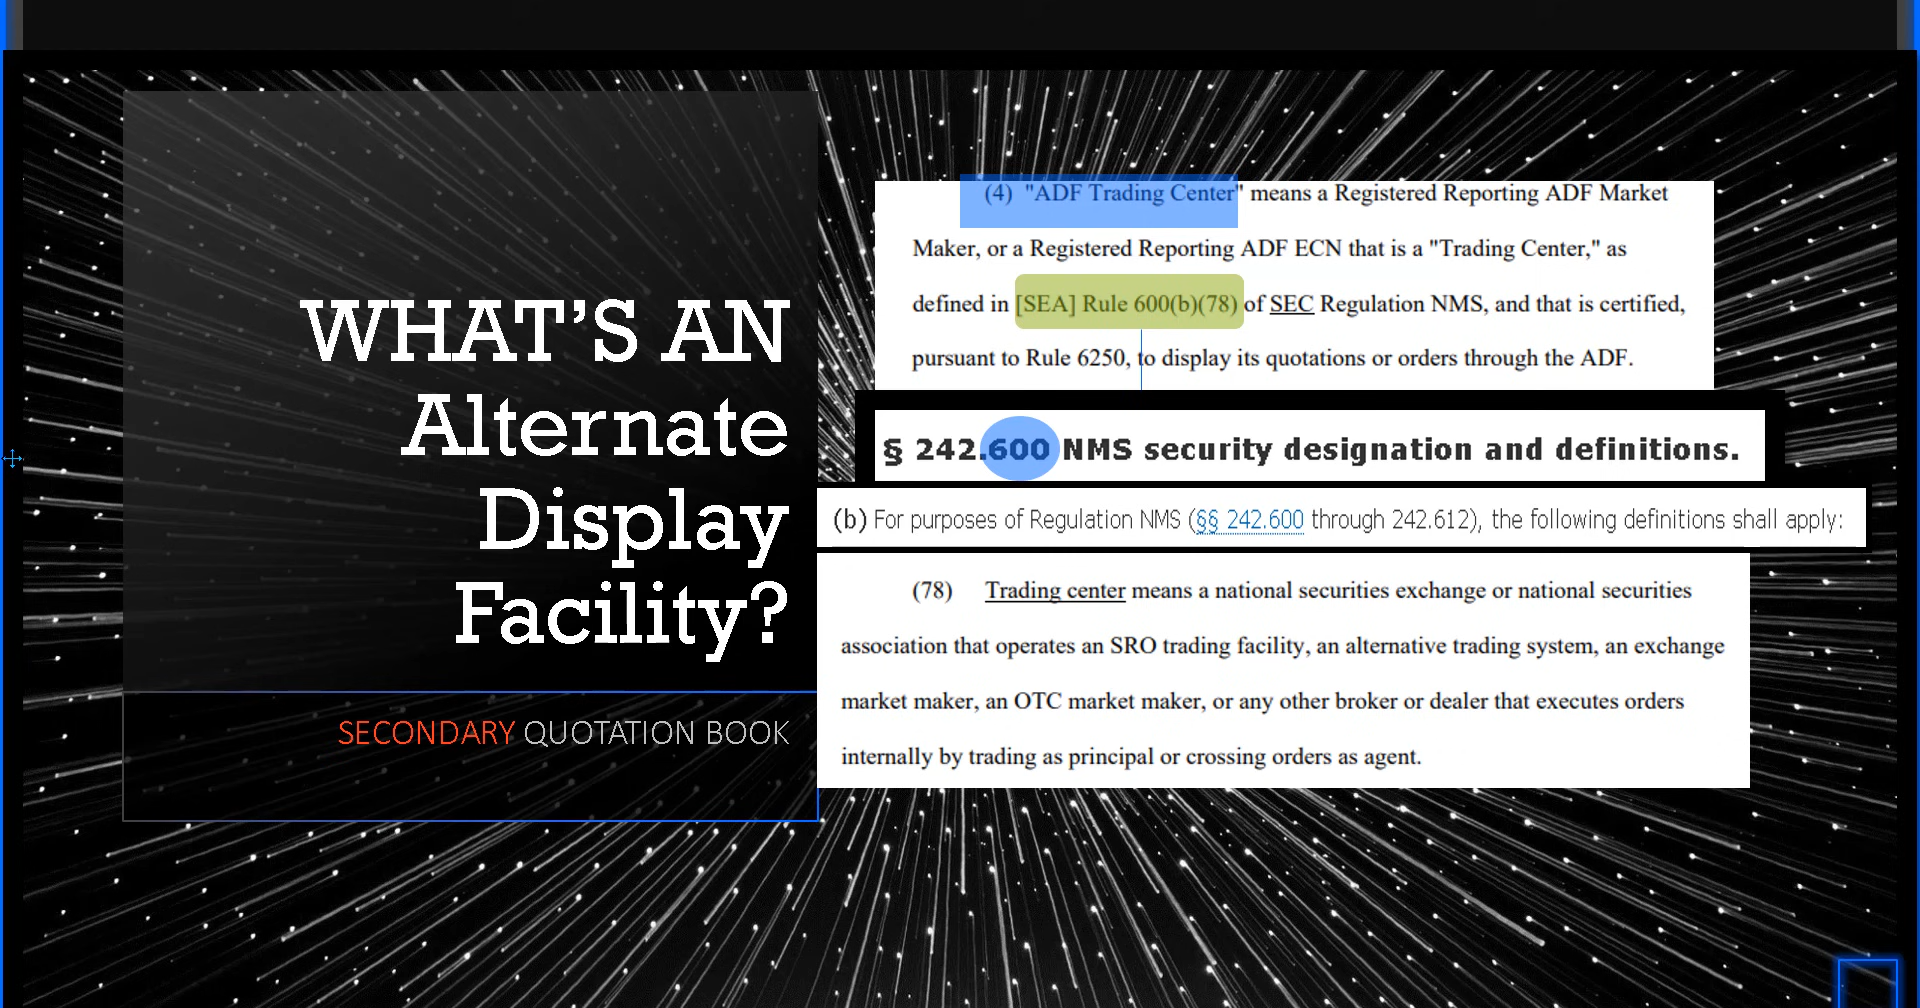 WHAT’S AN
Alternate
Display
Facility?
SECONDARY QUOTATION BOOK
(4) "ADF Trading Center" means a Registered Reporting ADF Market
Maker, or a Registered Reporting ADF ECN that is a "Trading Center," as
defined in [SEA] Rule 600(b)(78) of SEC Regulation NMS, and that is certified,
pursuant to Rule 6250, to display its quotations or orders through the ADF.
§ 242.600 NMS security designation and definitions.
(b) For purposes of Regulation NMS (§§ 242.600 through 242.612), the following definitions shall apply:
(78) Trading center means a national securities exchange or national securities
association that operates an SRO trading facility, an alternative trading system, an exchange
market maker, an OTC market maker, or any other broker or dealer that executes orders
internally by trading as principal or crossing orders as agent.